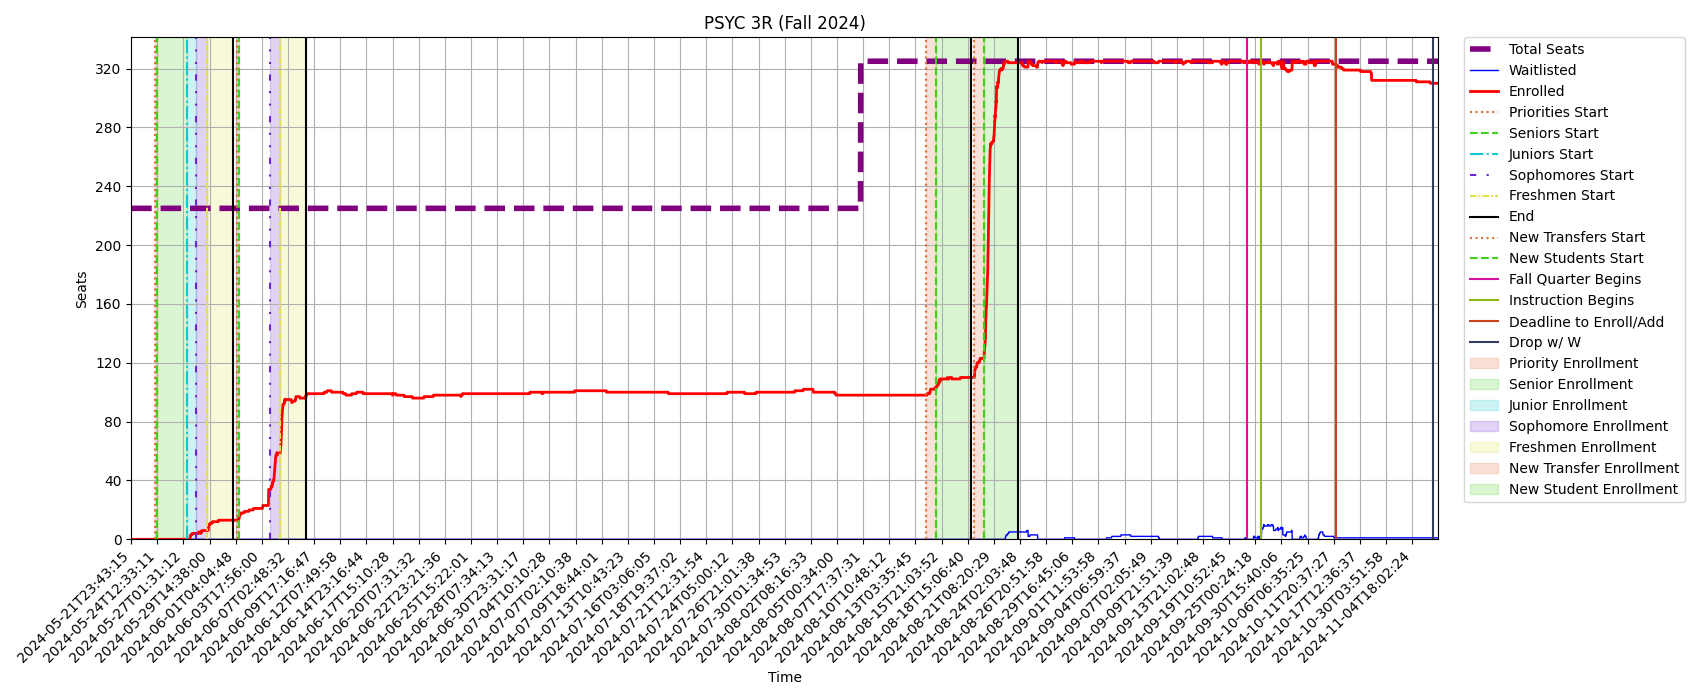 PSYC 3R (Fall 2024)
Seats
320
280
240
200
160
120
80
40
0
2024-05-21T23:43:15
2024-05-24T12:33:11
2024-05-27T01:31:12
2024-05-29T14:38:00
2024-06-01T04:04:48
2024-06-03T17:56:00
2024-06-07T02:48:32
2024-06-09T17:16:47
2024-06-12T07:49:58
2024-06-14T23:16:44
2024-06-17T15:10:28
2024-06-20T07:31:32
2024-06-22T23:21:36
2024-06-25T15:22:01
2024-06-28T07:34:13
2024-06-30T23:31:17
2024-07-04T10:10:28
2024-07-07T02:10:38
2024-07-09T18:44:01
2024-07-13T10:43:23
2024-07-16T03:06:05
2024-07-18T19:37:02
2024-07-21T12:31:54
2024-07-24T05:00:12
2024-07-26T21:01:38
2024-07-30T01:34:53
2024-08-02T08:16:33
2024-08-05T00:34:00
2024-08-07T17:37:31
2024-08-10T10:48:12
2024-08-13T03:35:45
2024-08-15T21:03:52
2024-08-18T15:06:40
2024-08-21T08:20:29
2024-08-24T02:03:48
2024-08-26T20:51:58
2024-08-29T16:45:06
2024-09-01T11:53:58
2024-09-04T06:59:37
2024-09-07T02:05:49
2024-09-09T21:51:39
2024-09-13T21:02:48
2024-09-19T10:52:45
2024-09-25T00:24:18
2024-09-30T15:40:06
2024-10-06T06:35:25
2024-10-11T20:37:27
2024-10-17T12:36:37
2024-10-30T03:51:58
2024-11-04T18:02:24
Time
Total Seats
Waitlisted
Enrolled
Priorities Start
Seniors Start
Juniors Start
Sophomores Start
Freshmen Start
End
New Transfers Start
New Students Start
Fall Quarter Begins
Instruction Begins
Deadline to Enroll/Add
Drop w/ W
Priority Enrollment
Senior Enrollment
Junior Enrollment
Sophomore Enrollment
Freshmen Enrollment
New Transfer Enrollment
New Student Enrollment